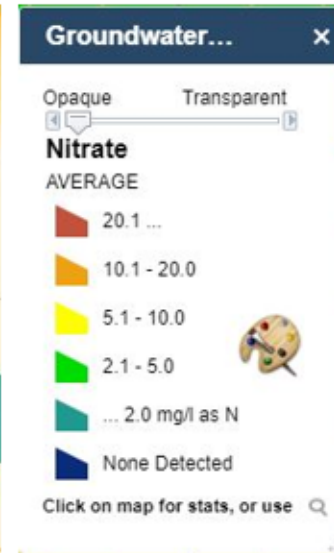 Groundwater...
Opaque Transparent
Nitrate
AVERAGE
20.1 ...
10.1 - 20.0
5.1 - 10.0
2.1 - 5.0
... 2.0 mg/l as N
None Detected
Click on map for stats, or use